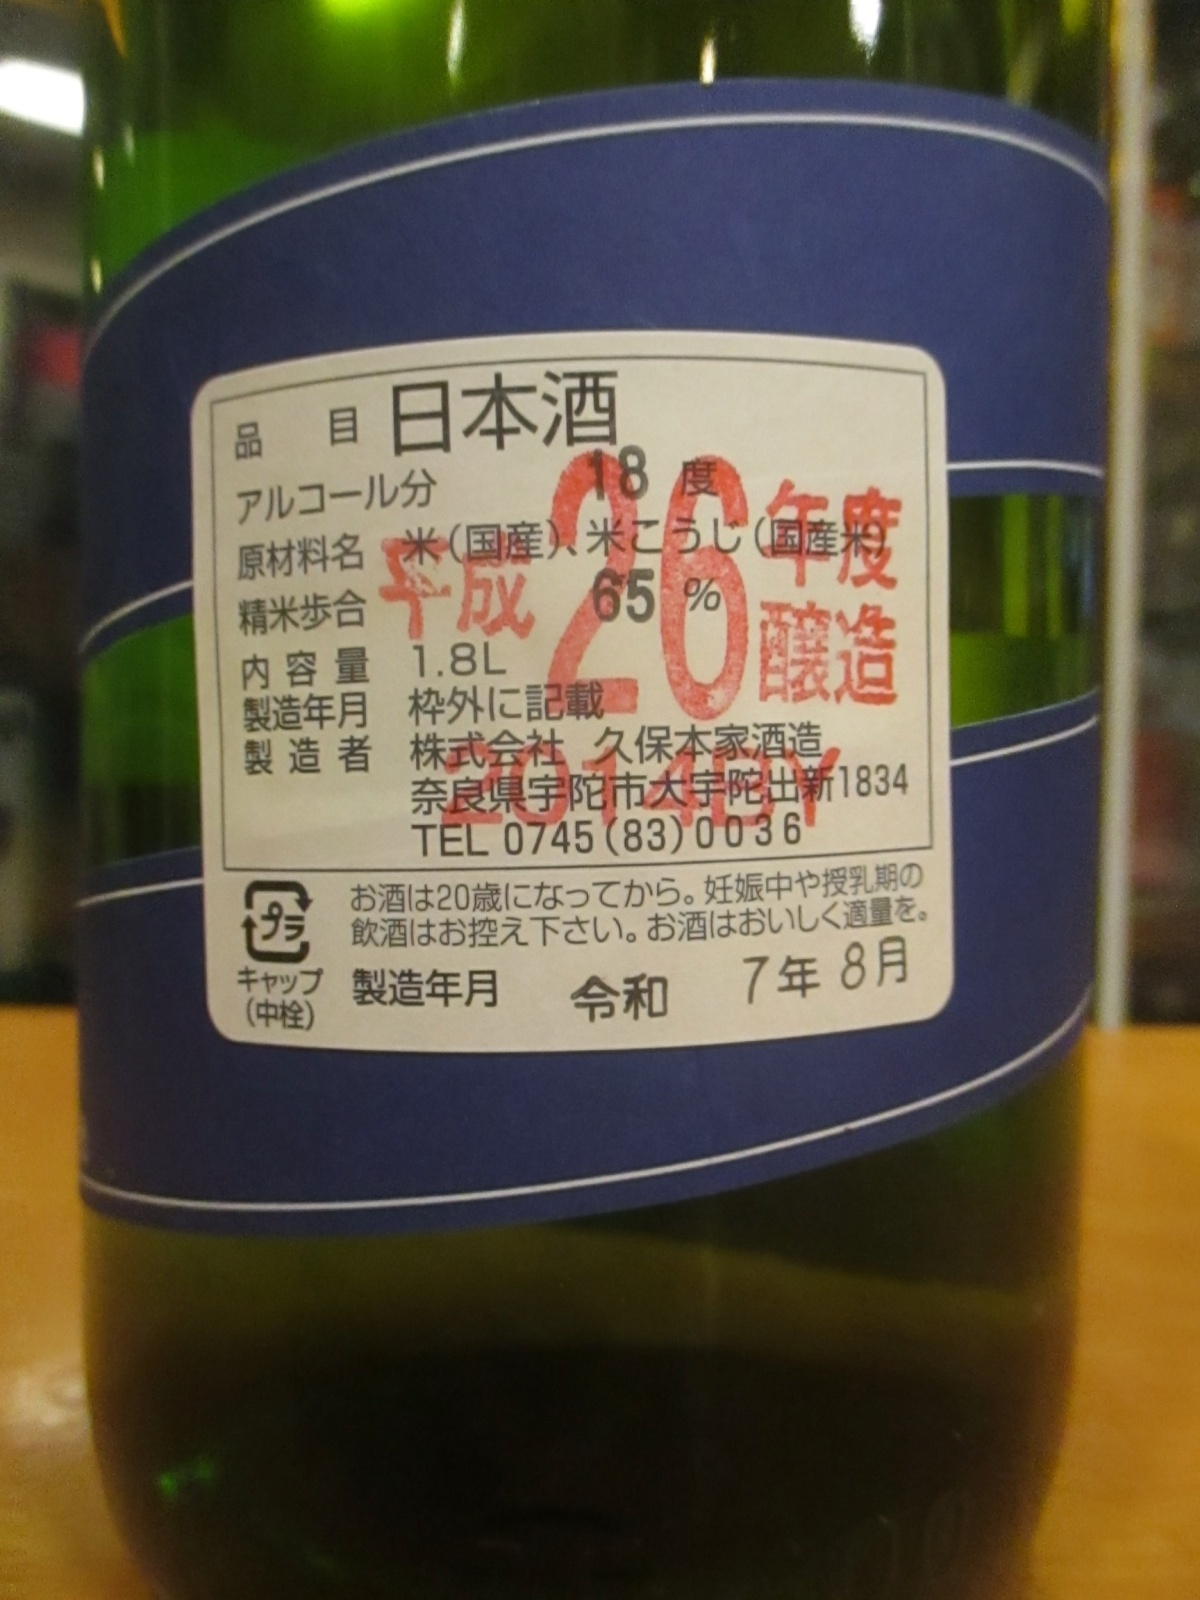 品目 日本酒
アルコール分 18 度
原材料名 米(国産)、米こうじ(国産米)
精米歩合 65 %
内容量 1.8L
製造年月 枠外に記載
製造者 株式会社 久保本家酒造
奈良県宇陀市大宇陀出新1834
TEL 0745(83)0036
平成26年度醸造
2014BY
プラ
キャップ
(中栓)
お酒は20歳になってから。妊娠中や授乳期の
飲酒はお控え下さい。お酒はおいしく適量を。
製造年月 令和 7年 8月